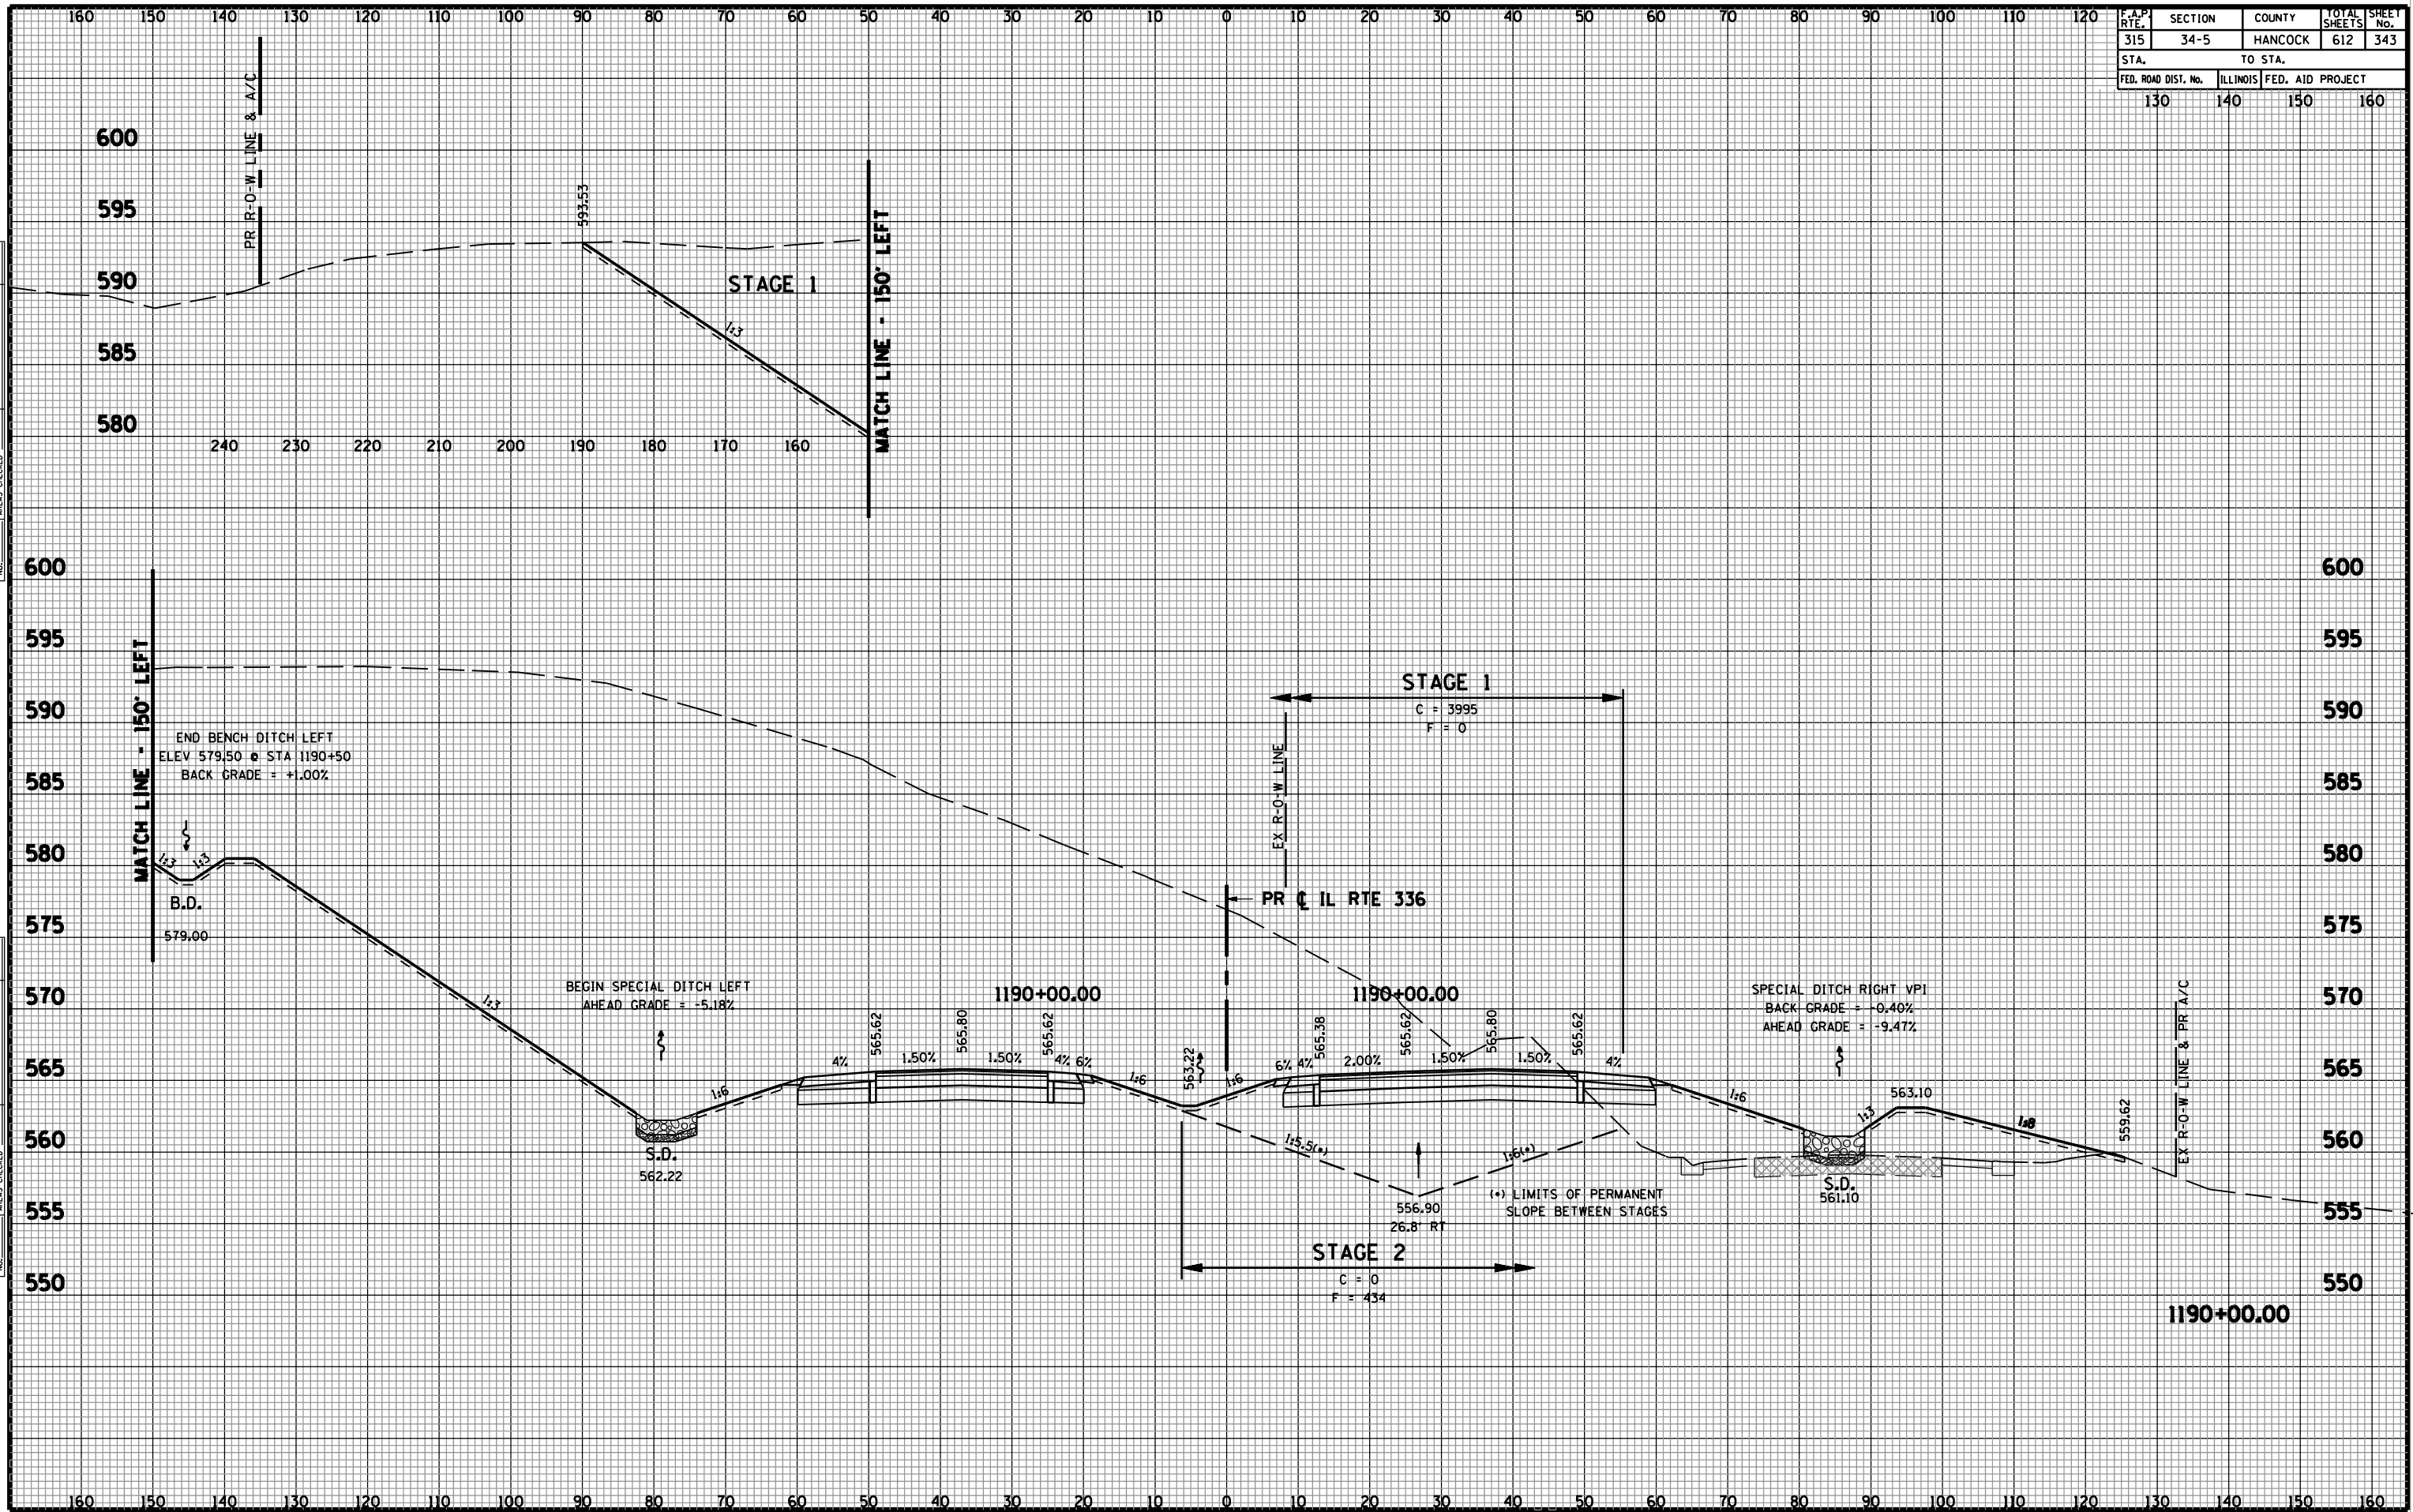 160 150 140 130 120 110 100 90 80 70 60 50 40 30 20 10 0 10 20 30 40 50 60 70 80 90 100 110 120
F.A.P. RTE. SECTION COUNTY TOTAL SHEETS SHEET No.
315 34-5 HANCOCK 612 343
STA. TO STA.
FED. ROAD DIST. No. ILLINOIS FED. AID PROJECT
130 140 150 160
PR R-O-W LINE & A/C
600
595
590
585
580
593.53
STAGE 1
1:3
MATCH LINE - 150' LEFT
240 230 220 210 200 190 180 170 160
600 600
595 595
590 590
585 585
580 580
575 575
570 570
565 565
560 560
555 555
550 550
MATCH LINE - 150' LEFT
END BENCH DITCH LEFT
ELEV 579.50 @ STA 1190+50
BACK GRADE = +1.00%
1:3 1:3
B.D.
579.00
1:3
BEGIN SPECIAL DITCH LEFT
AHEAD GRADE = -5.18%
S.D.
562.22
1:6
1190+00.00
565.62 565.80 565.62
4% 1.50% 1.50% 4% 6%
1:6
563.22
1:6
STAGE 1
C = 3995
F = 0
EX R-O-W LINE
PR ℄ IL RTE 336
1190+00.00
565.38 565.62 565.80 565.62
6% 4% 2.00% 1.50% 1.50% 4%
1:5.5(*) 1:6(*)
556.90
26.8' RT
(*) LIMITS OF PERMANENT
SLOPE BETWEEN STAGES
STAGE 2
C = 0
F = 434
1:6
SPECIAL DITCH RIGHT VPI
BACK GRADE = -0.40%
AHEAD GRADE = -9.47%
1:3
563.10
1:8
S.D.
561.10
559.62
EX R-O-W LINE & PR A/C
1190+00.00
160 150 140 130 120 110 100 90 80 70 60 50 40 30 20 10 0 10 20 30 40 50 60 70 80 90 100 110 120 130 140 150 160